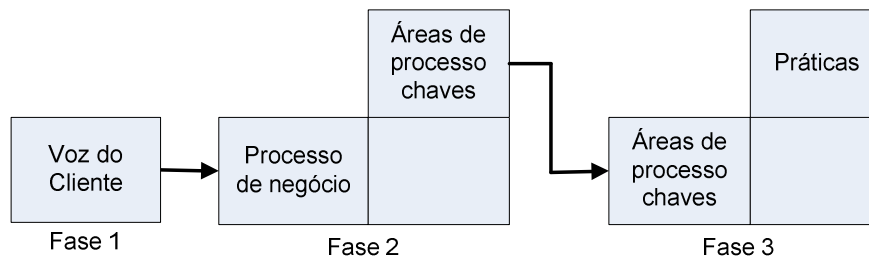 Voz do
Cliente
Fase 1
Processo
de negócio
Áreas de
processo
chaves
Fase 2
Áreas de
processo
chaves
Práticas
Fase 3